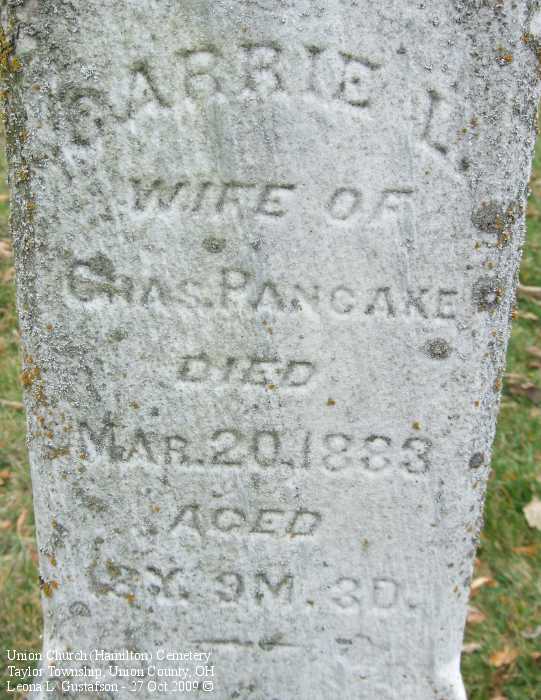 CARRIE L.
WIFE OF
CHAS. PANCAKE
DIED
MAR. 20, 1883
AGED
Y. 9M. 3D.
Union Church (Hamilton) Cemetery
Taylor Township, Union County, OH
Leona L. Gustafson - 27 Oct 2009 ©